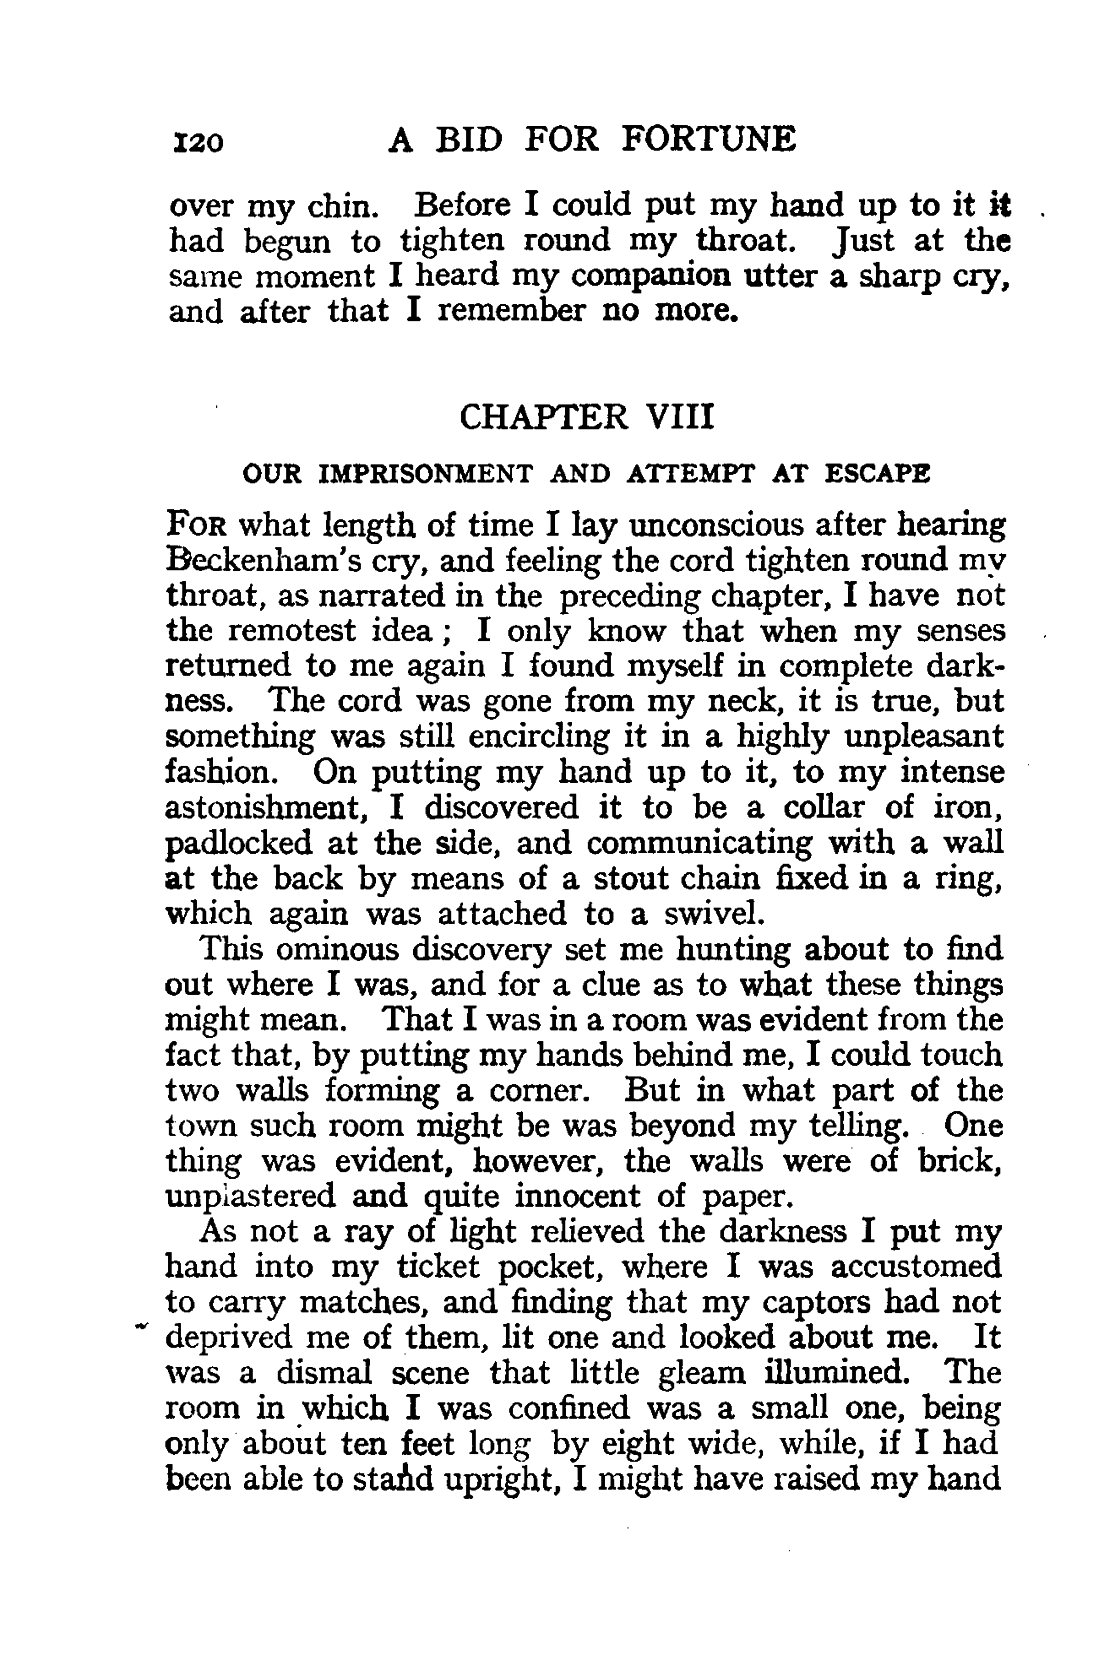 120 A BID FOR FORTUNE
over my chin. Before I could put my hand up to it it
had begun to tighten round my throat. Just at the
same moment I heard my companion utter a sharp cry,
and after that I remember no more.
CHAPTER VIII
OUR IMPRISONMENT AND ATTEMPT AT ESCAPE
FOR what length of time I lay unconscious after hearing
Beckenham's cry, and feeling the cord tighten round my
throat, as narrated in the preceding chapter, I have not
the remotest idea; I only know that when my senses
returned to me again I found myself in complete dark-
ness. The cord was gone from my neck, it is true, but
something was still encircling it in a highly unpleasant
fashion. On putting my hand up to it, to my intense
astonishment, I discovered it to be a collar of iron,
padlocked at the side, and communicating with a wall
at the back by means of a stout chain fixed in a ring,
which again was attached to a swivel.
This ominous discovery set me hunting about to find
out where I was, and for a clue as to what these things
might mean. That I was in a room was evident from the
fact that, by putting my hands behind me, I could touch
two walls forming a corner. But in what part of the
town such room might be was beyond my telling. One
thing was evident, however, the walls were of brick,
unplastered and quite innocent of paper.
As not a ray of light relieved the darkness I put my
hand into my ticket pocket, where I was accustomed
to carry matches, and finding that my captors had not
deprived me of them, lit one and looked about me. It
was a dismal scene that little gleam illumined. The
room in which I was confined was a small one, being
only about ten feet long by eight wide, while, if I had
been able to stand upright, I might have raised my hand